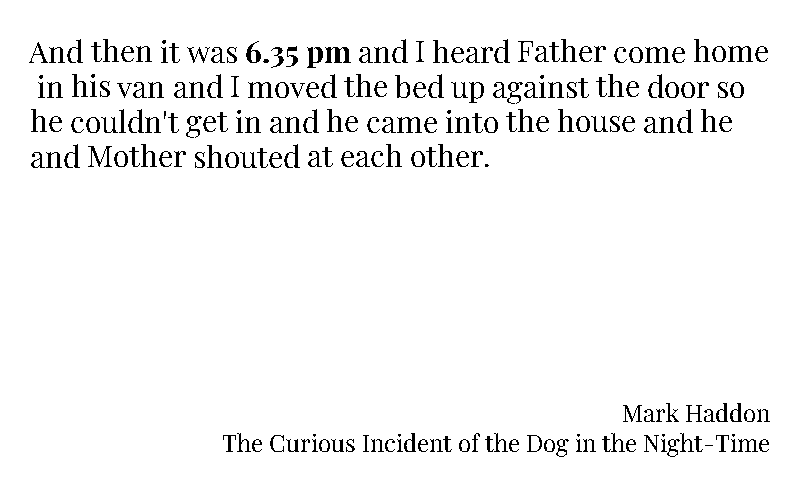 And then it was 6.35 pm and I heard Father come home
in his van and I moved the bed up against the door so
he couldn't get in and he came into the house and he
and Mother shouted at each other.
Mark Haddon
The Curious Incident of the Dog in the Night-Time